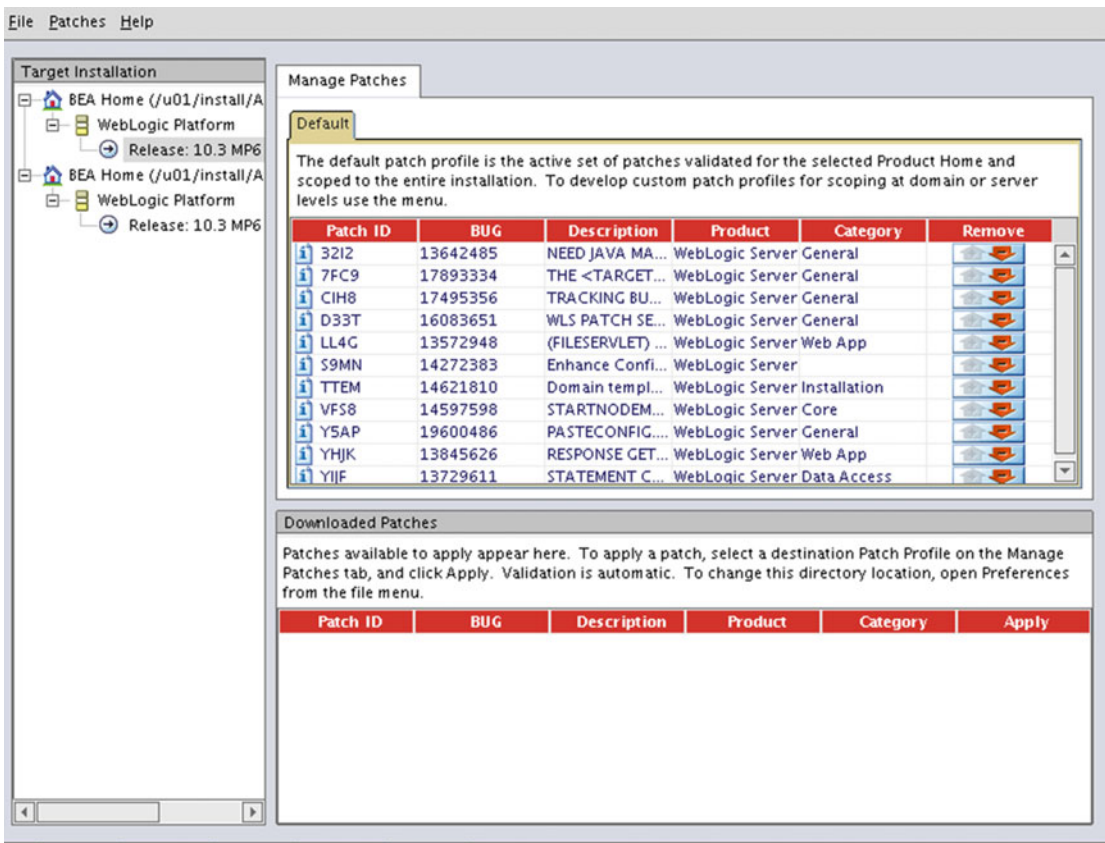 File Patches Help
Target Installation
BEA Home (/u01/install/A
WebLogic Platform
Release: 10.3 MP6
BEA Home (/u01/install/A
WebLogic Platform
Release: 10.3 MP6
Manage Patches
Default
The default patch profile is the active set of patches validated for the selected Product Home and
scoped to the entire installation. To develop custom patch profiles for scoping at domain or server
levels use the menu.
Patch ID BUG Description Product Category Remove
32I2 13642485 NEED JAVA MA... WebLogic Server General
7FC9 17893334 THE <TARGET... WebLogic Server General
CIH8 17495356 TRACKING BU... WebLogic Server General
D33T 16083651 WLS PATCH SE... WebLogic Server General
LL4G 13572948 (FILESERVLET) ... WebLogic Server Web App
S9MN 14272383 Enhance Confi... WebLogic Server
TTEM 14621810 Domain templ... WebLogic Server Installation
VFS8 14597598 STARTNODEM... WebLogic Server Core
Y5AP 19600486 PASTECONFIG.... WebLogic Server General
YHJK 13845626 RESPONSE GET... WebLogic Server Web App
YIJF 13729611 STATEMENT C... WebLogic Server Data Access
Downloaded Patches
Patches available to apply appear here. To apply a patch, select a destination Patch Profile on the Manage
Patches tab, and click Apply. Validation is automatic. To change this directory location, open Preferences
from the file menu.
Patch ID BUG Description Product Category Apply